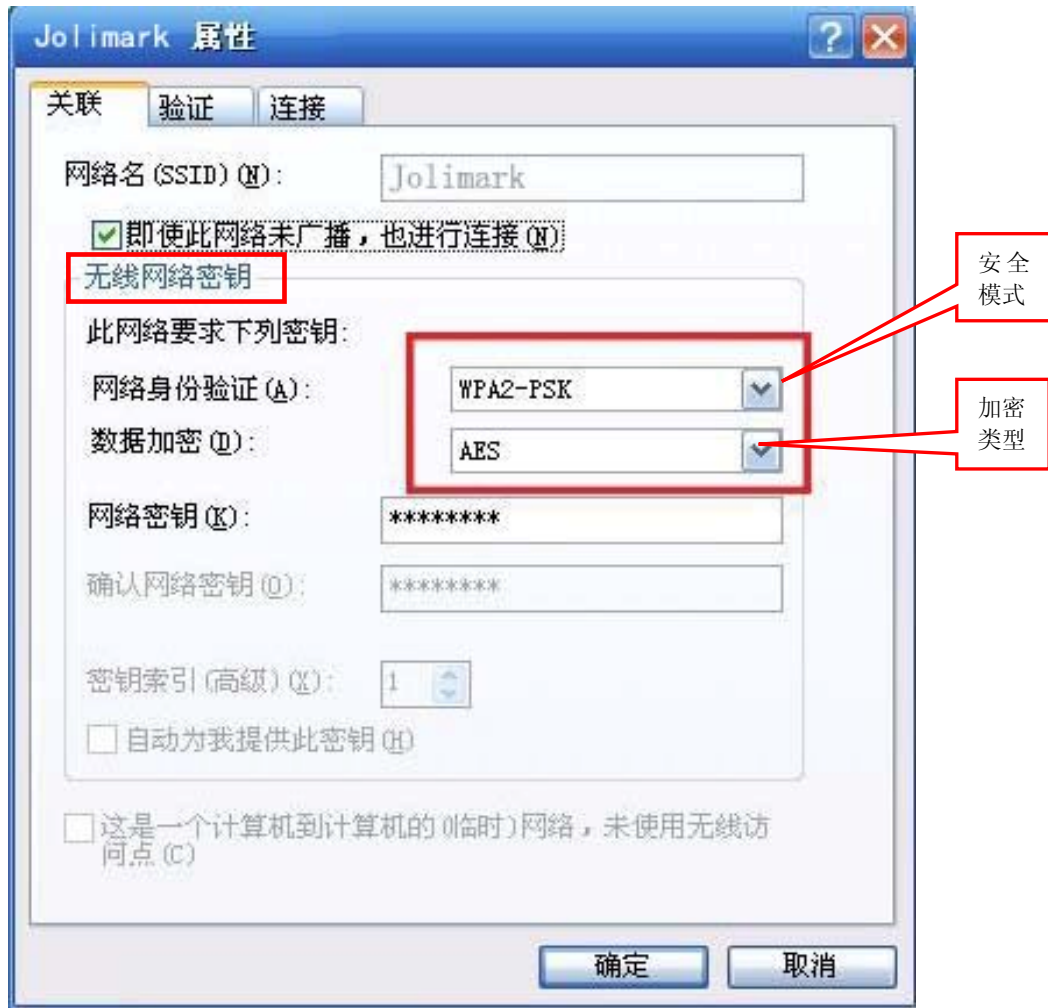 Jolimark 属性
关联 验证 连接
网络名(SSID)(N): Jolimark
即使此网络未广播，也进行连接(N)
无线网络密钥
此网络要求下列密钥:
网络身份验证(A): WPA2-PSK
数据加密(D): AES
网络密钥(K): ********
确认网络密钥(O): ********
密钥索引(高级)(X): 1
自动为我提供此密钥(H)
这是一个计算机到计算机的(临时)网络，未使用无线访
问点(C)
确定 取消
安全
模式
加密
类型